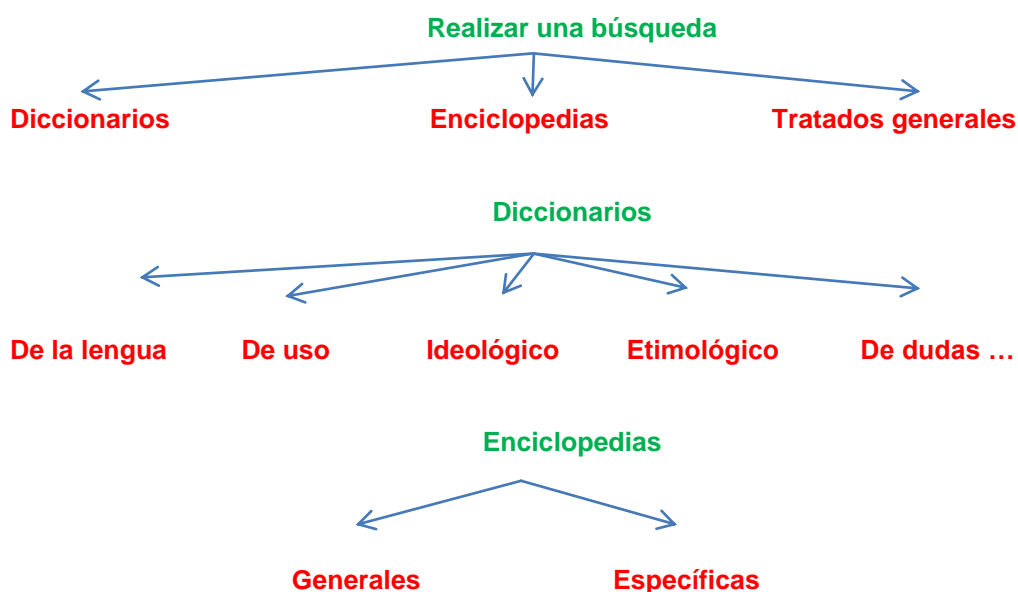 Realizar una búsqueda
Diccionarios Enciclopedias Tratados generales
Diccionarios
De la lengua De uso Ideológico Etimológico De dudas …
Enciclopedias
Generales Específicas